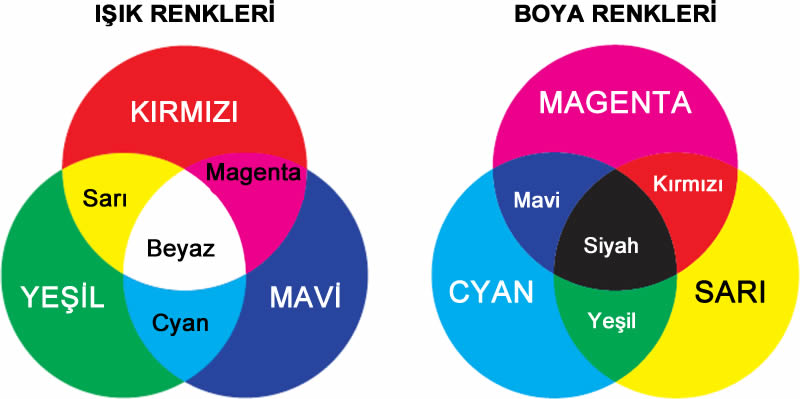 IŞIK RENKLERİ
KIRMIZI
Sarı
Magenta
Beyaz
YEŞİL
MAVİ
Cyan
BOYA RENKLERİ
MAGENTA
Mavi
Kırmızı
Siyah
CYAN
SARI
Yeşil